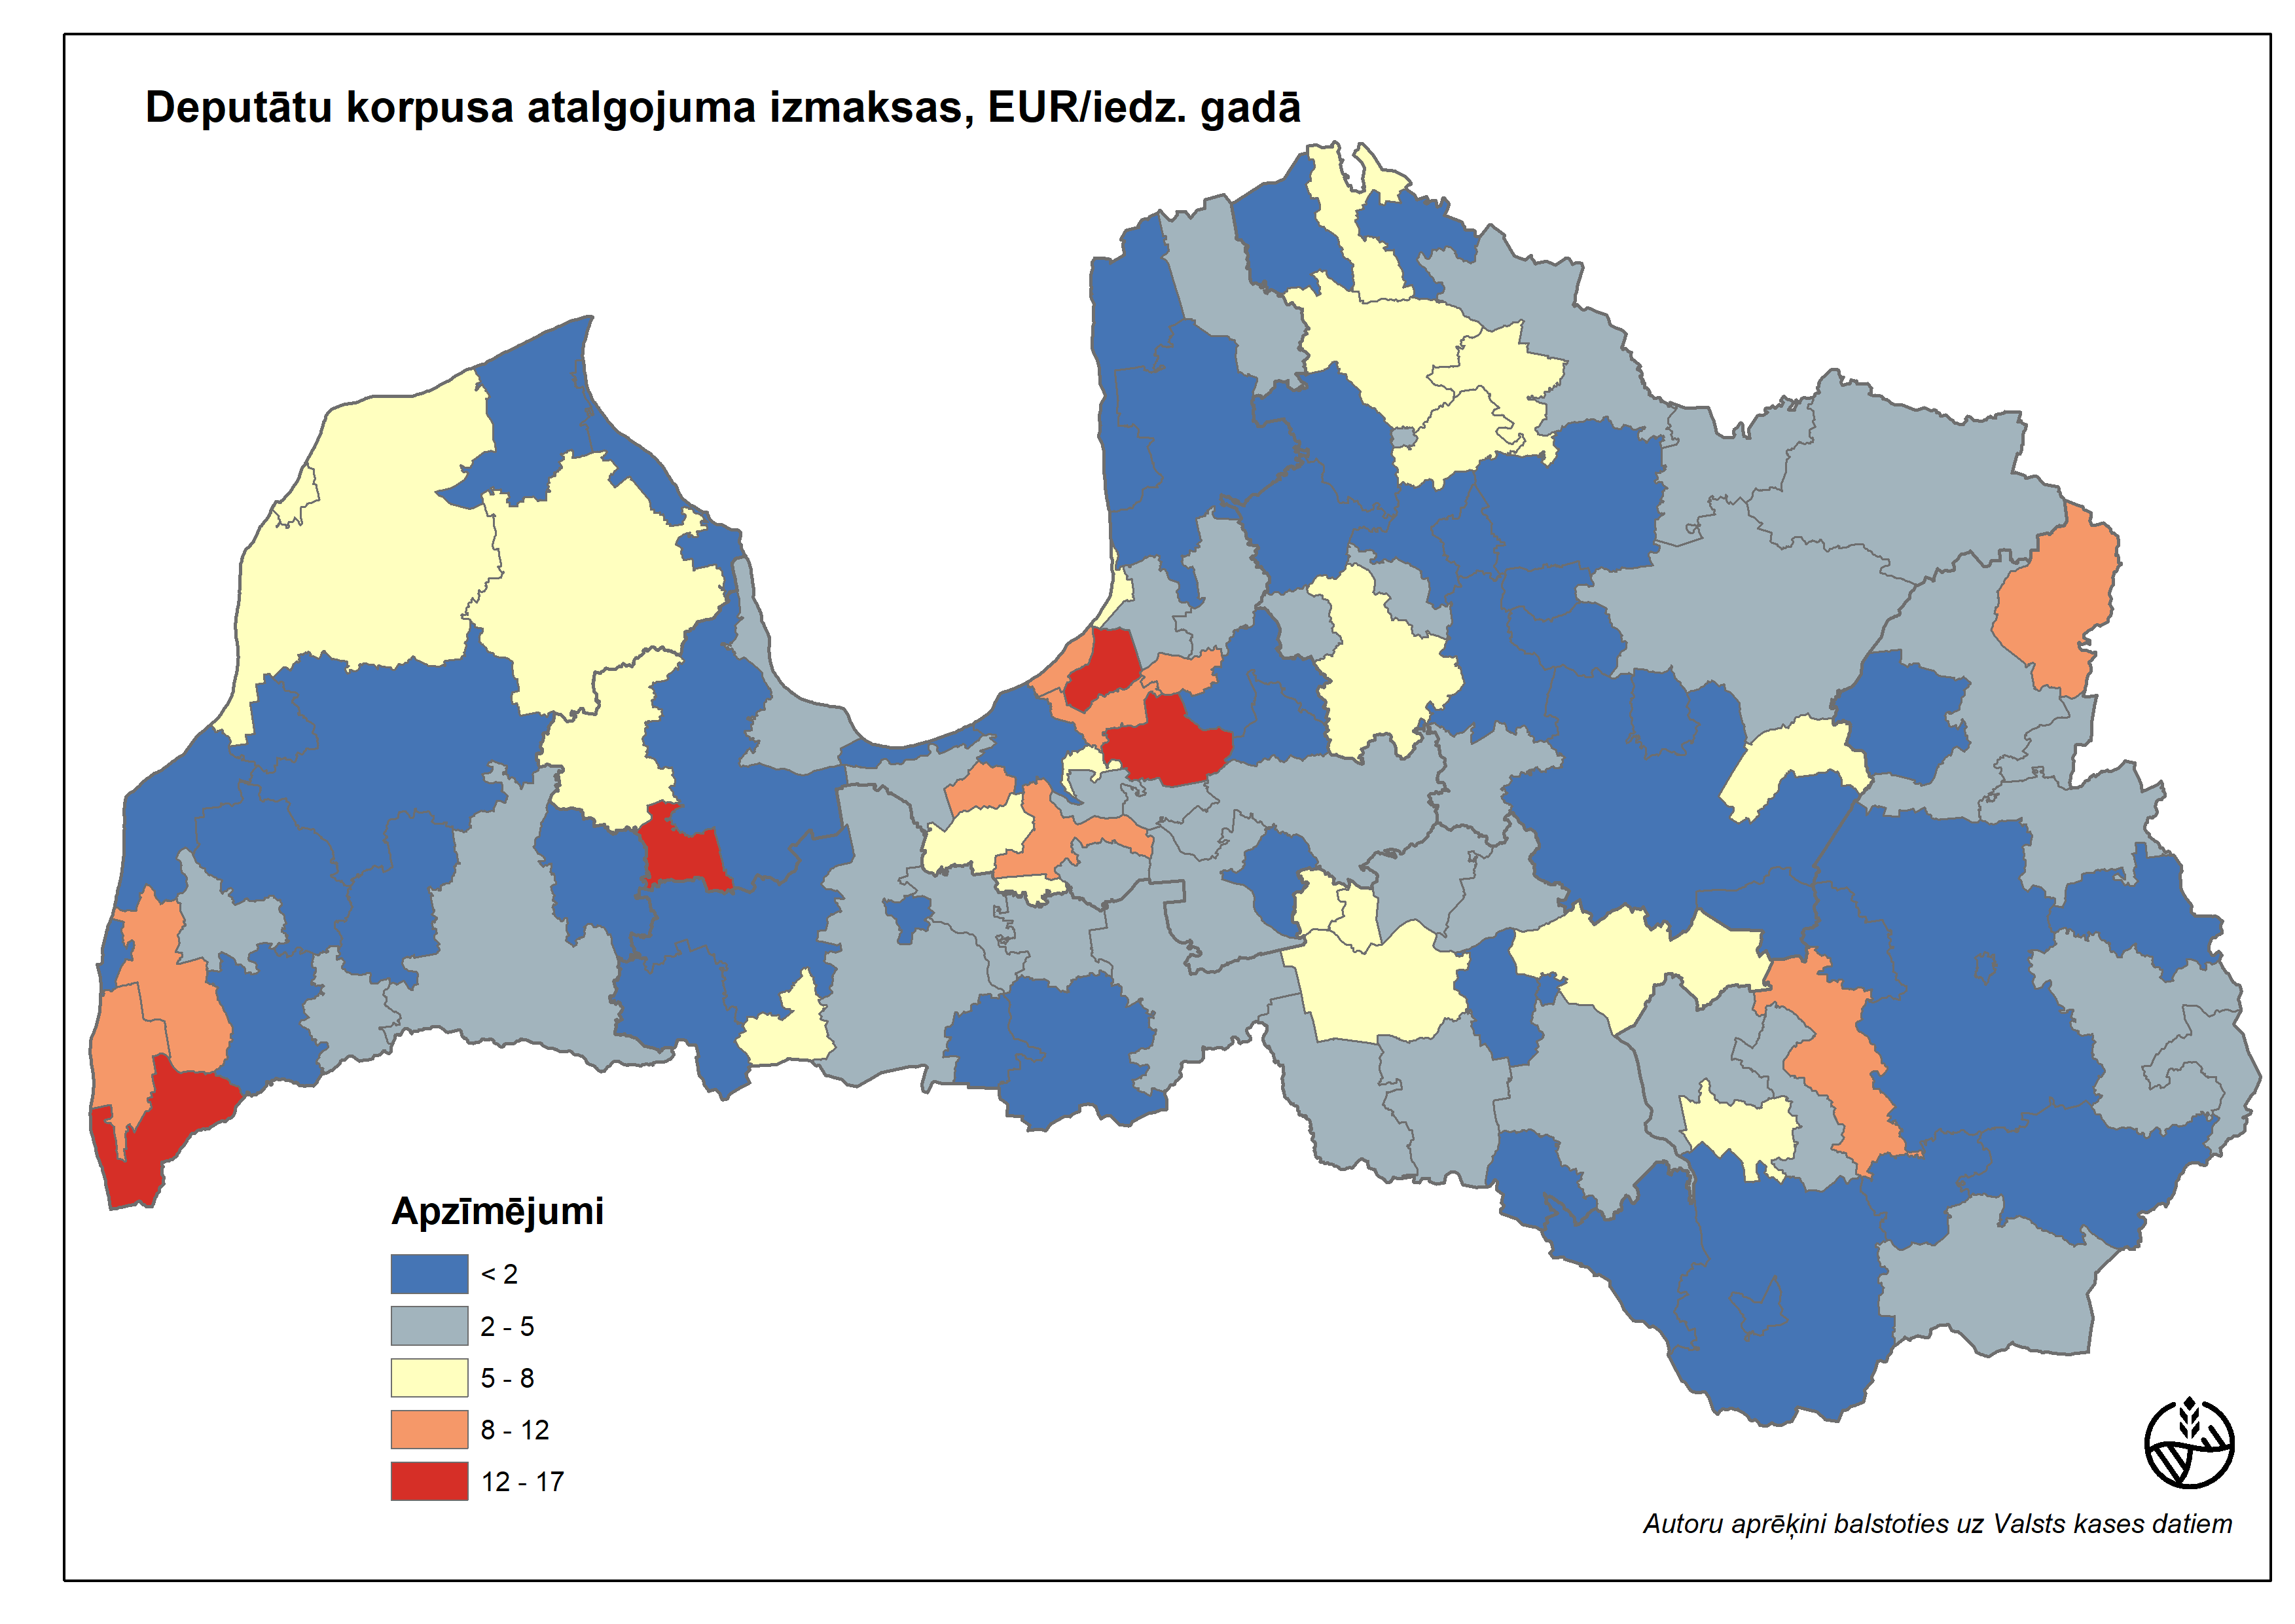 Deputātu korpusa atalgojuma izmaksas, EUR/iedz. gadā
Apzīmējumi
< 2
2 - 5
5 - 8
8 - 12
12 - 17
Autoru aprēķini balstoties uz Valsts kases datiem